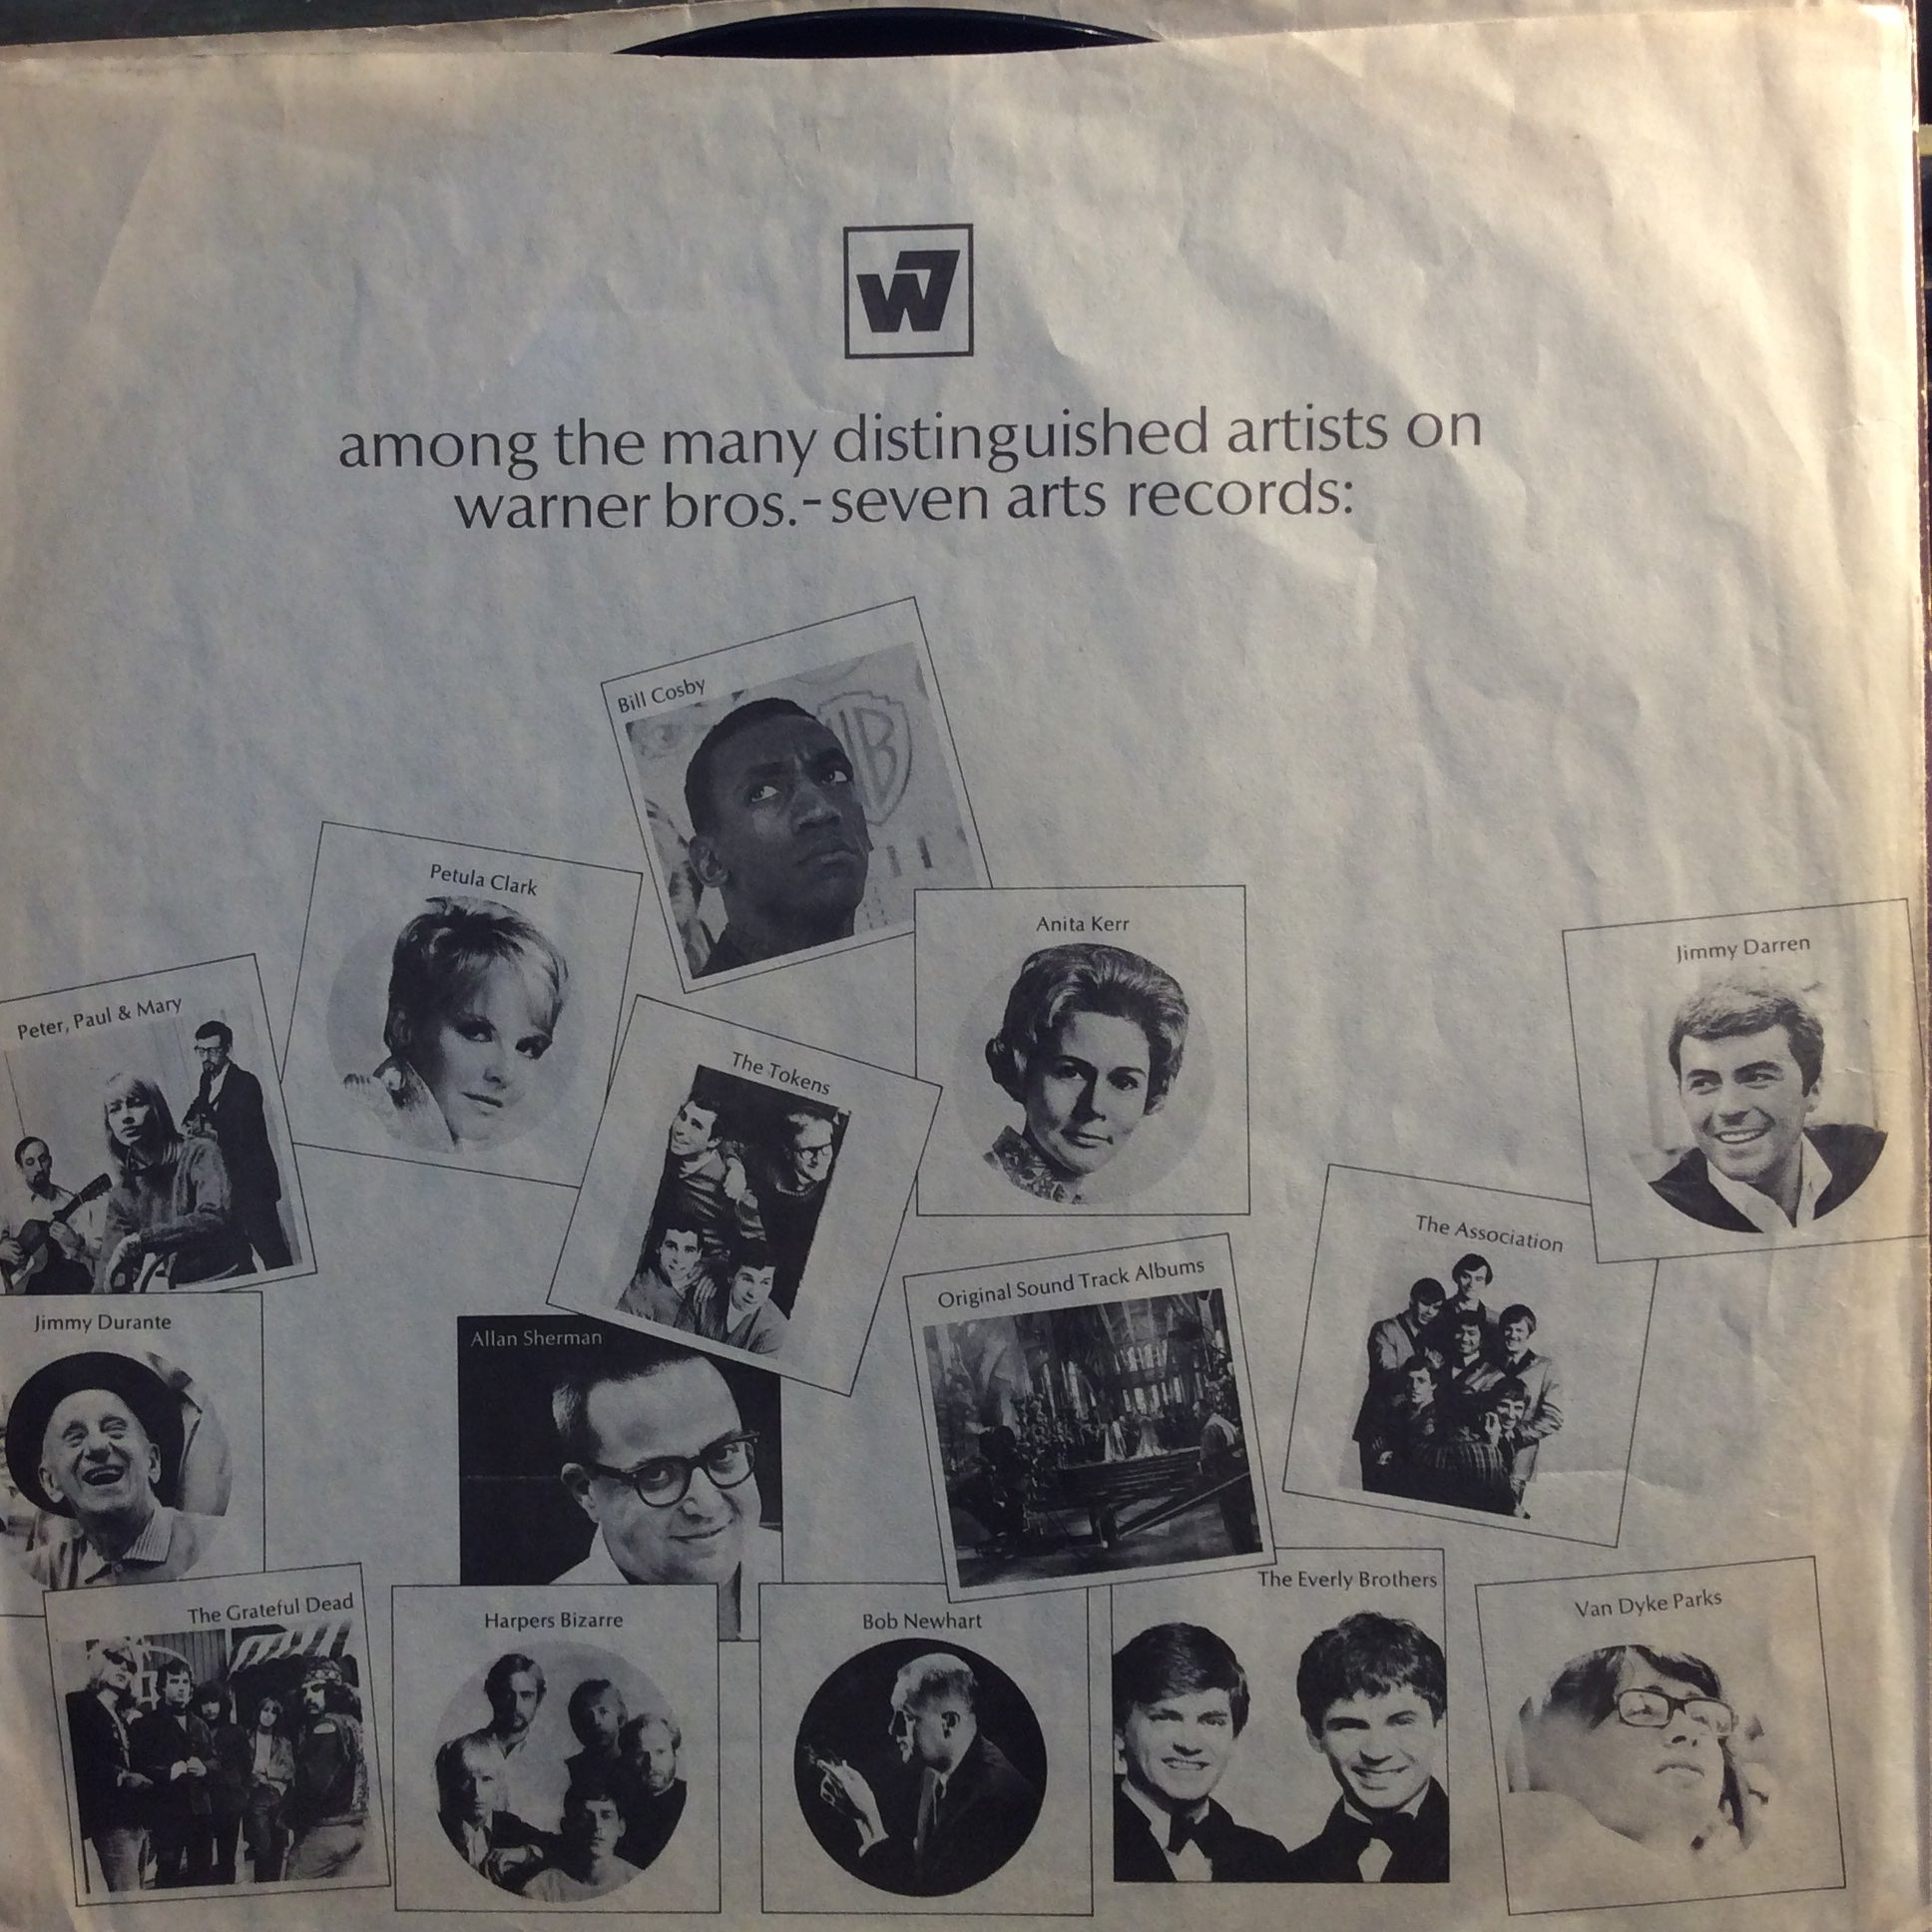 W7
among the many distinguished artists on
warner bros.-seven arts records:
Bill Cosby
WB
Petula Clark
Anita Kerr
Jimmy Darren
Peter, Paul & Mary
The Tokens
The Association
Original Sound Track Albums
Jimmy Durante
Allan Sherman
The Grateful Dead
Harpers Bizarre
Bob Newhart
The Everly Brothers
Van Dyke Parks